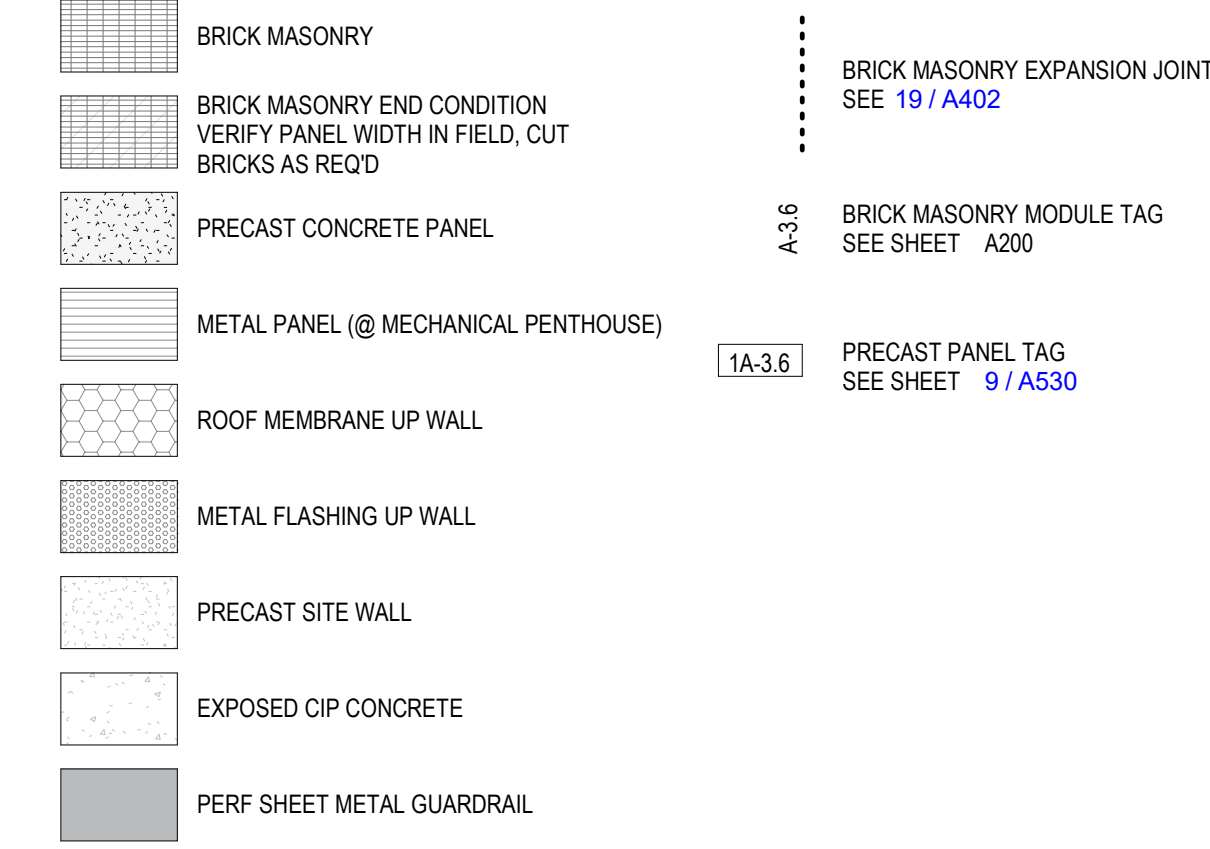 BRICK MASONRY
BRICK MASONRY END CONDITION
VERIFY PANEL WIDTH IN FIELD, CUT
BRICKS AS REQ'D
PRECAST CONCRETE PANEL
METAL PANEL (@ MECHANICAL PENTHOUSE)
ROOF MEMBRANE UP WALL
METAL FLASHING UP WALL
PRECAST SITE WALL
EXPOSED CIP CONCRETE
PERF SHEET METAL GUARDRAIL
BRICK MASONRY EXPANSION JOINT
SEE 19 / A402
A-3.6
BRICK MASONRY MODULE TAG
SEE SHEET A200
1A-3.6
PRECAST PANEL TAG
SEE SHEET 9 / A530